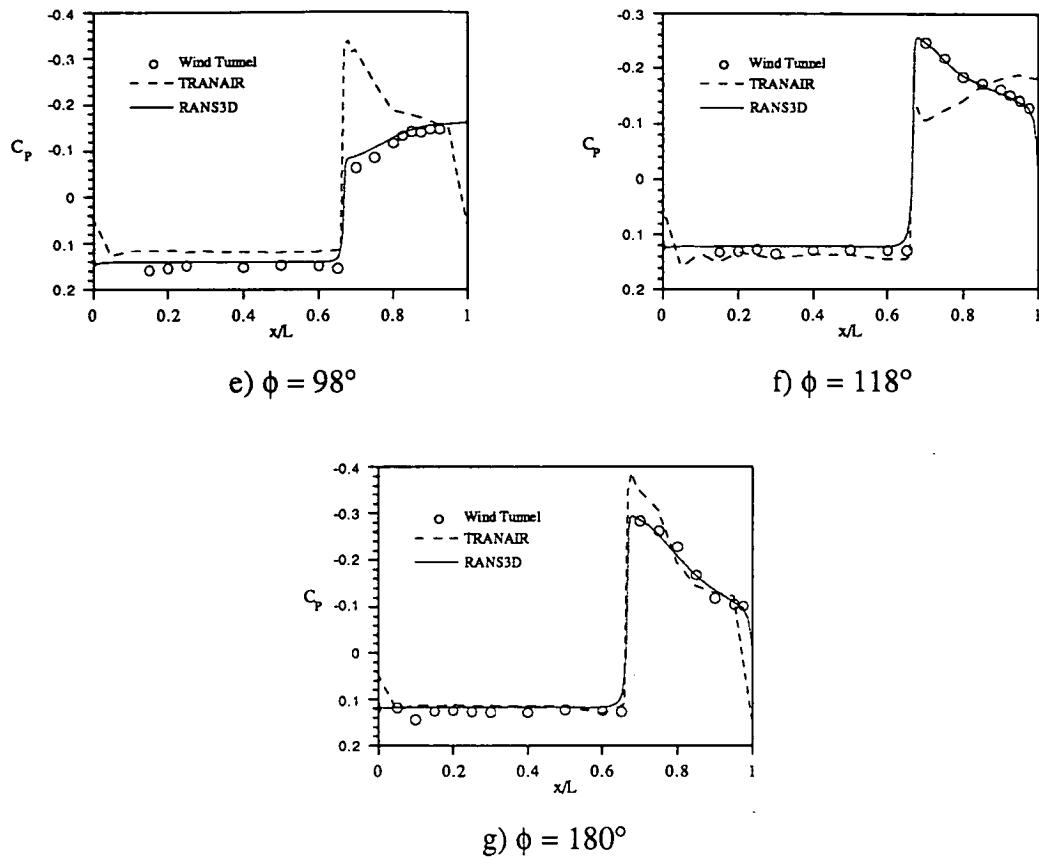 -0.4
-0.3
-0.2
-0.1
0
0.1
0.2
C_P
Wind Tunnel
TRANAIR
RANS3D
0 0.2 0.4 0.6 0.8 1
x/L
e) ϕ = 98°
-0.3
-0.2
-0.1
0
0.1
0.2
C_P
Wind Tunnel
TRANAIR
RANS3D
0 0.2 0.4 0.6 0.8 1
x/L
f) ϕ = 118°
-0.4
-0.3
-0.2
-0.1
0
0.1
0.2
C_P
Wind Tunnel
TRANAIR
RANS3D
0 0.2 0.4 0.6 0.8 1
x/L
g) ϕ = 180°